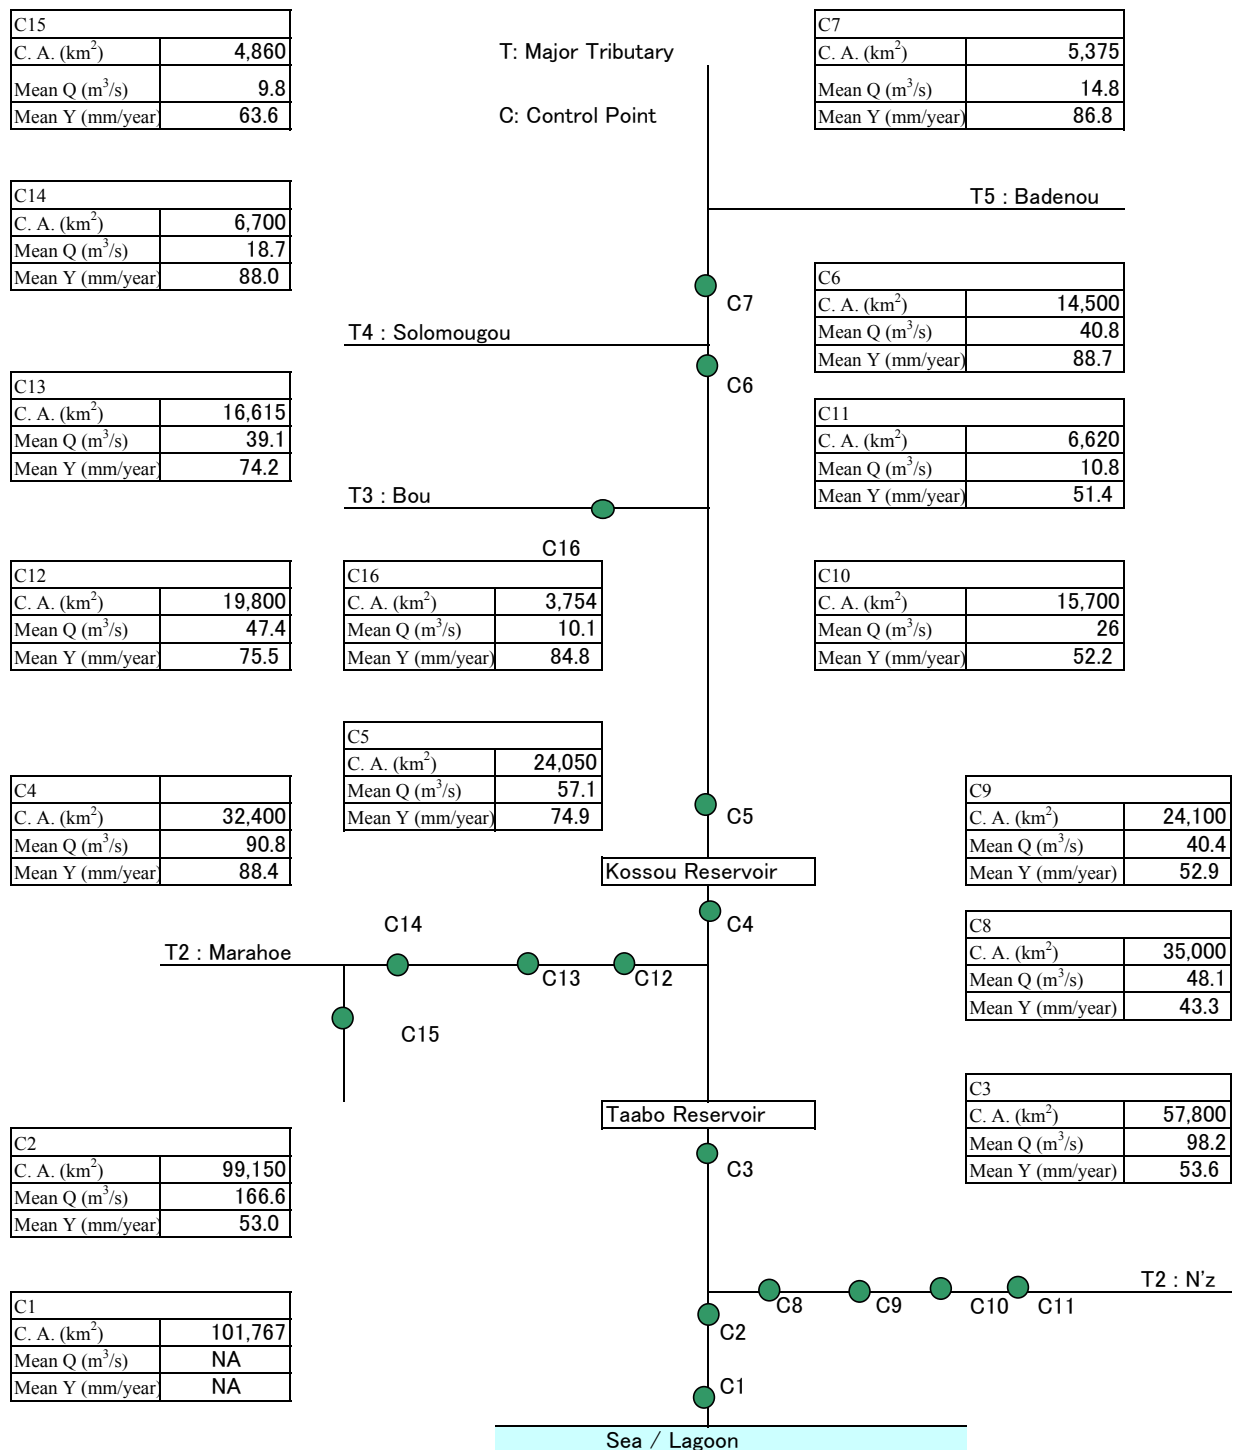 C15
C. A. (km²) 4,860
Mean Q (m³/s) 9.8
Mean Y (mm/year) 63.6
T: Major Tributary
C: Control Point
C7
C. A. (km²) 5,375
Mean Q (m³/s) 14.8
Mean Y (mm/year) 86.8
C14
C. A. (km²) 6,700
Mean Q (m³/s) 18.7
Mean Y (mm/year) 88.0
T5 : Badenou
C7
C6
C. A. (km²) 14,500
Mean Q (m³/s) 40.8
Mean Y (mm/year) 88.7
T4 : Solomougou
C6
C13
C. A. (km²) 16,615
Mean Q (m³/s) 39.1
Mean Y (mm/year) 74.2
C11
C. A. (km²) 6,620
Mean Q (m³/s) 10.8
Mean Y (mm/year) 51.4
T3 : Bou
C16
C12
C. A. (km²) 19,800
Mean Q (m³/s) 47.4
Mean Y (mm/year) 75.5
C16
C. A. (km²) 3,754
Mean Q (m³/s) 10.1
Mean Y (mm/year) 84.8
C10
C. A. (km²) 15,700
Mean Q (m³/s) 26
Mean Y (mm/year) 52.2
C5
C. A. (km²) 24,050
Mean Q (m³/s) 57.1
Mean Y (mm/year) 74.9
C4
C. A. (km²) 32,400
Mean Q (m³/s) 90.8
Mean Y (mm/year) 88.4
C5
C9
C. A. (km²) 24,100
Mean Q (m³/s) 40.4
Mean Y (mm/year) 52.9
Kossou Reservoir
C4
C14
T2 : Marahoe
C13
C12
C15
C8
C. A. (km²) 35,000
Mean Q (m³/s) 48.1
Mean Y (mm/year) 43.3
Taabo Reservoir
C3
C3
C. A. (km²) 57,800
Mean Q (m³/s) 98.2
Mean Y (mm/year) 53.6
C2
C. A. (km²) 99,150
Mean Q (m³/s) 166.6
Mean Y (mm/year) 53.0
T2 : N'z
C8
C9
C10
C11
C2
C1
C. A. (km²) 101,767
Mean Q (m³/s) NA
Mean Y (mm/year) NA
C1
Sea / Lagoon